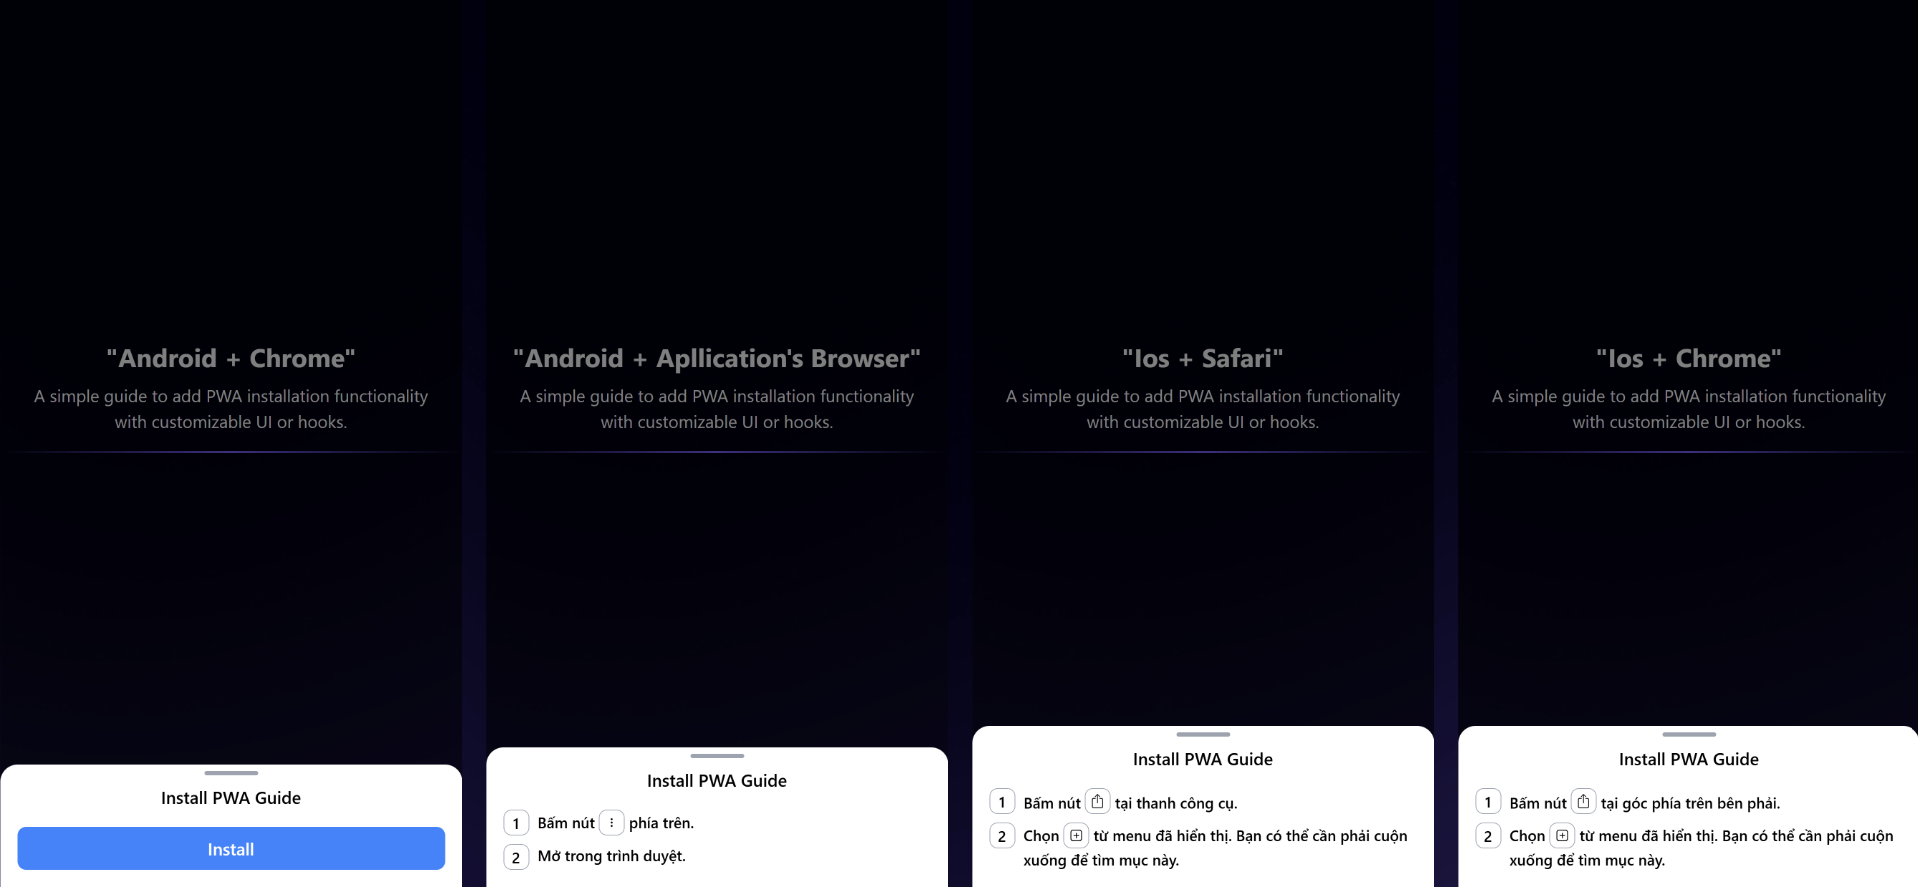 "Android + Chrome"
A simple guide to add PWA installation functionality
with customizable UI or hooks.
Install PWA Guide
Install
"Android + Apllication's Browser"
A simple guide to add PWA installation functionality
with customizable UI or hooks.
Install PWA Guide
1 Bấm nút phía trên.
2 Mở trong trình duyệt.
"Ios + Safari"
A simple guide to add PWA installation functionality
with customizable UI or hooks.
Install PWA Guide
1 Bấm nút tại thanh công cụ.
2 Chọn từ menu đã hiển thị. Bạn có thể cần phải cuộn
xuống để tìm mục này.
"Ios + Chrome"
A simple guide to add PWA installation functionality
with customizable UI or hooks.
Install PWA Guide
1 Bấm nút tại góc phía trên bên phải.
2 Chọn từ menu đã hiển thị. Bạn có thể cần phải cuộn
xuống để tìm mục này.